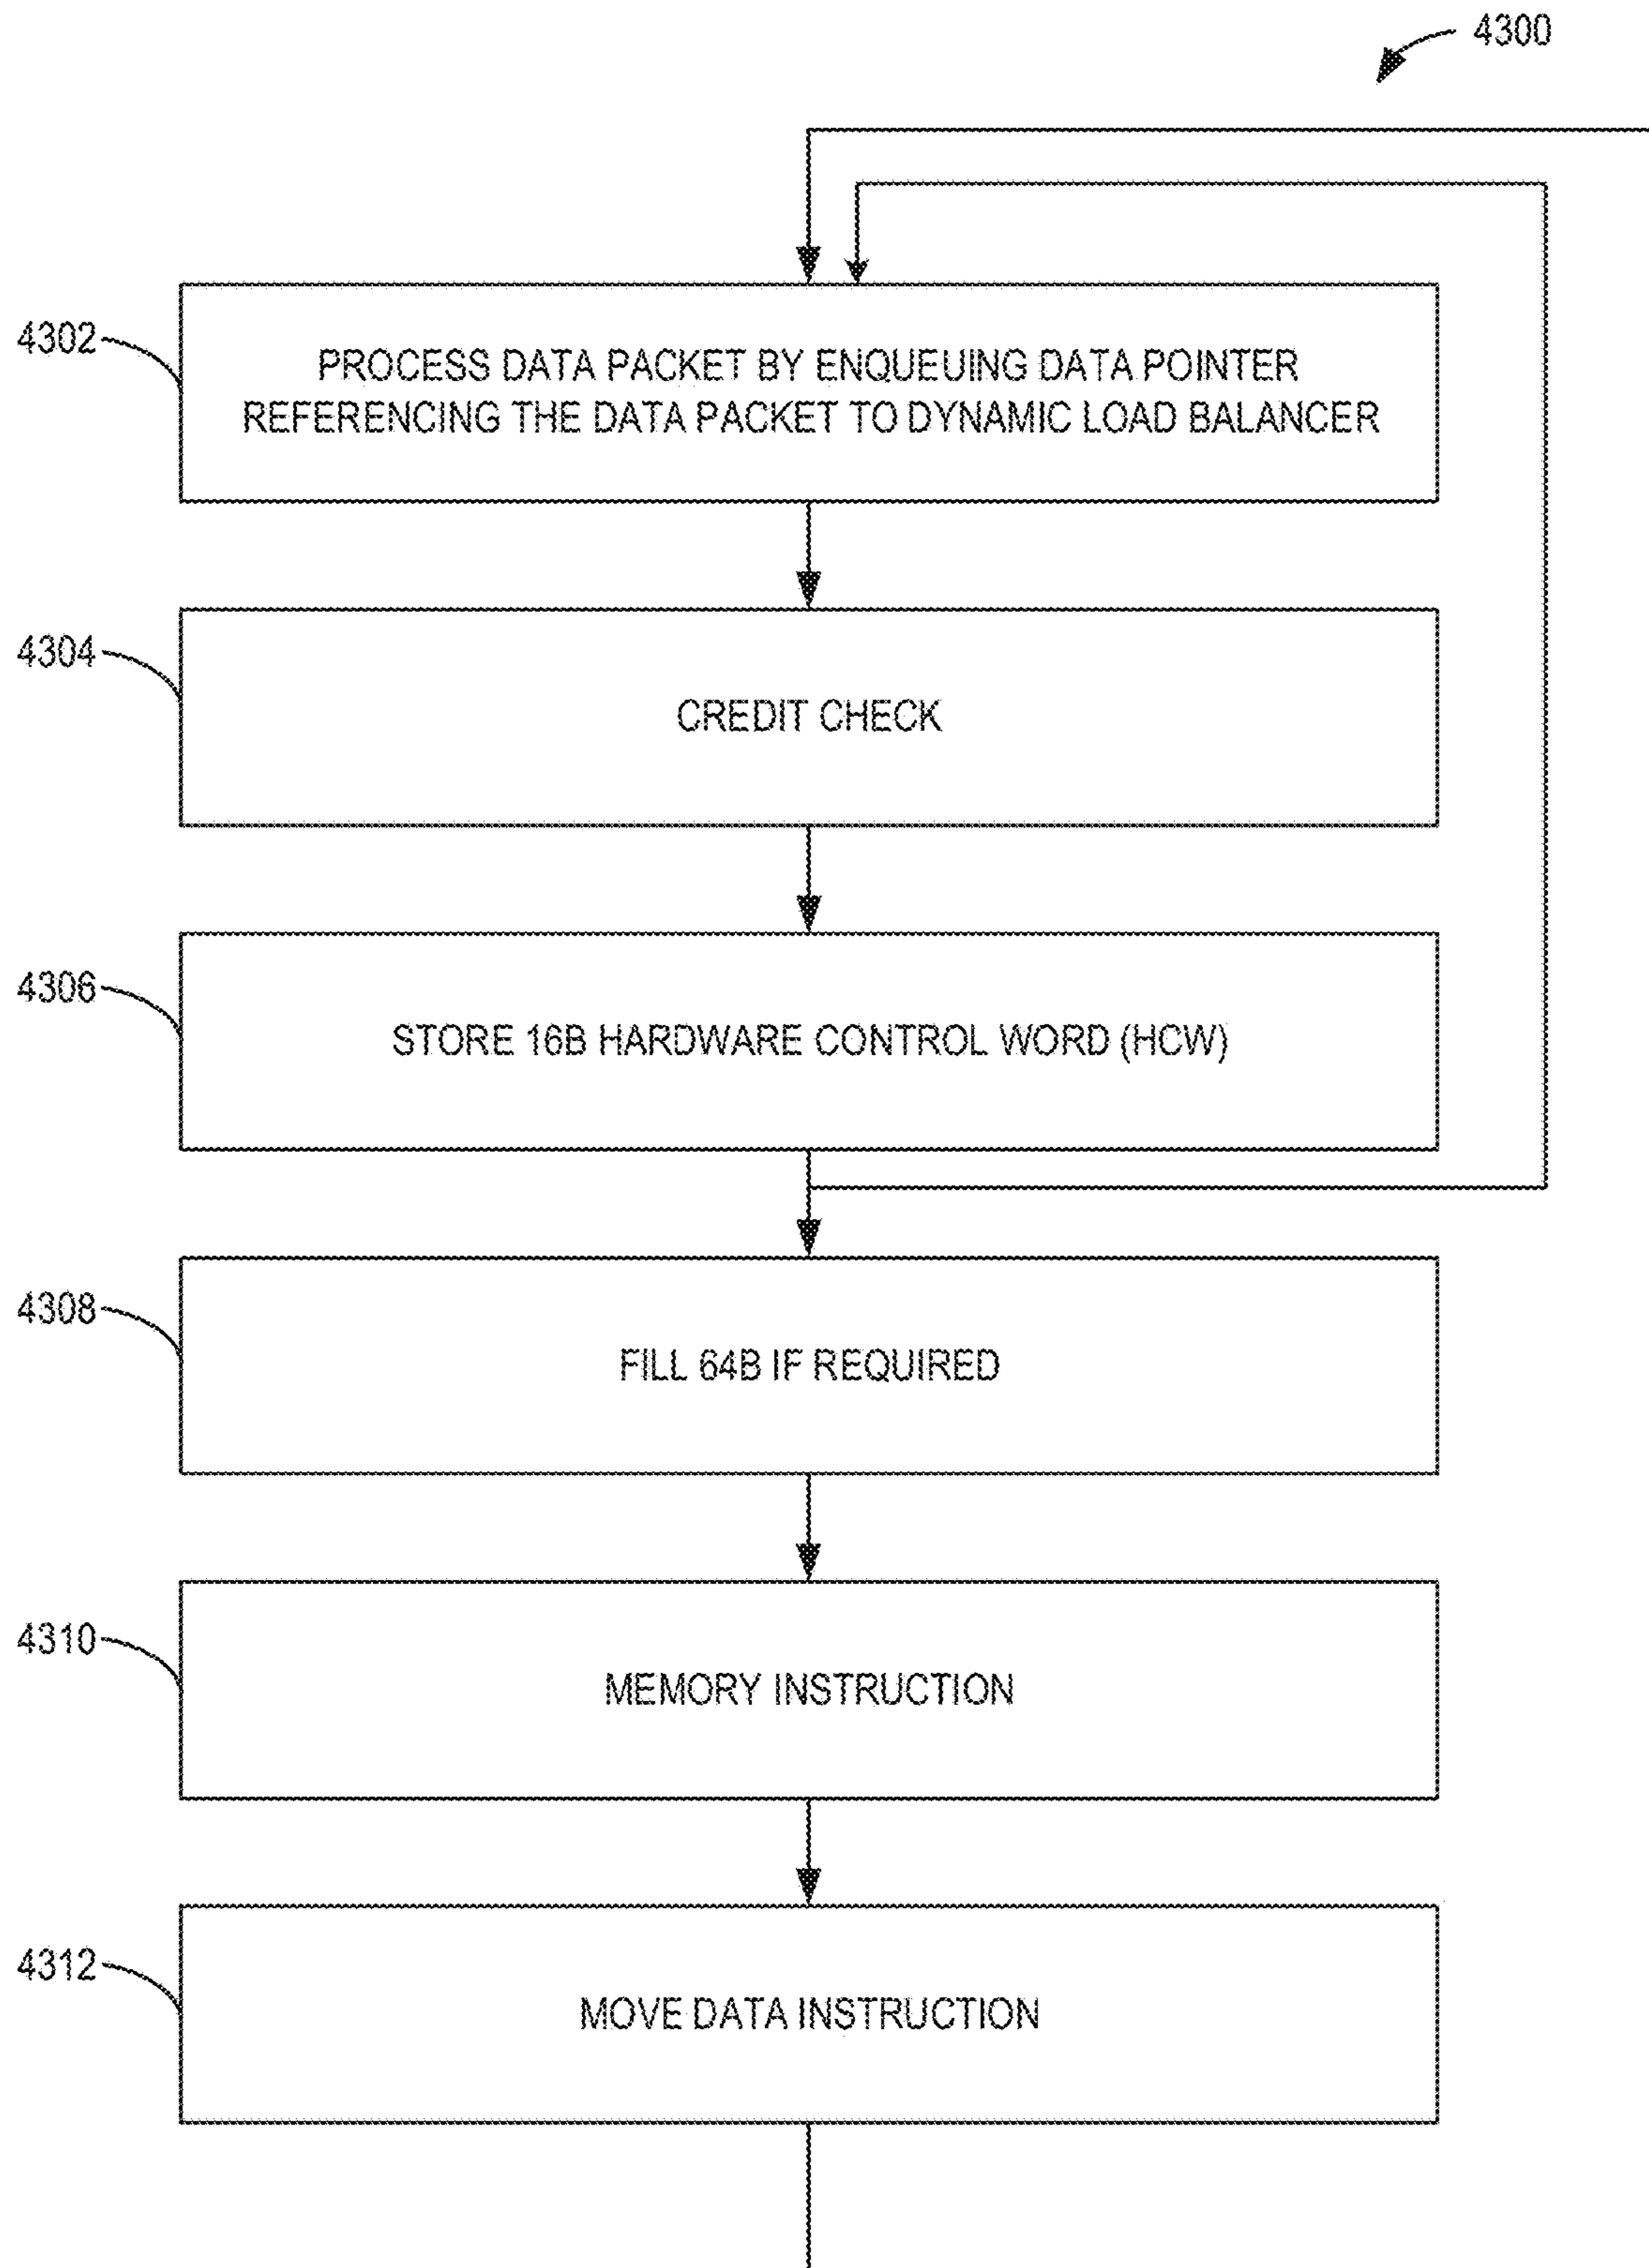 4300
4302
PROCESS DATA PACKET BY ENQUEUING DATA POINTER
REFERENCING THE DATA PACKET TO DYNAMIC LOAD BALANCER
4304
CREDIT CHECK
4306
STORE 16B HARDWARE CONTROL WORD (HCW)
4308
FILL 64B IF REQUIRED
4310
MEMORY INSTRUCTION
4312
MOVE DATA INSTRUCTION